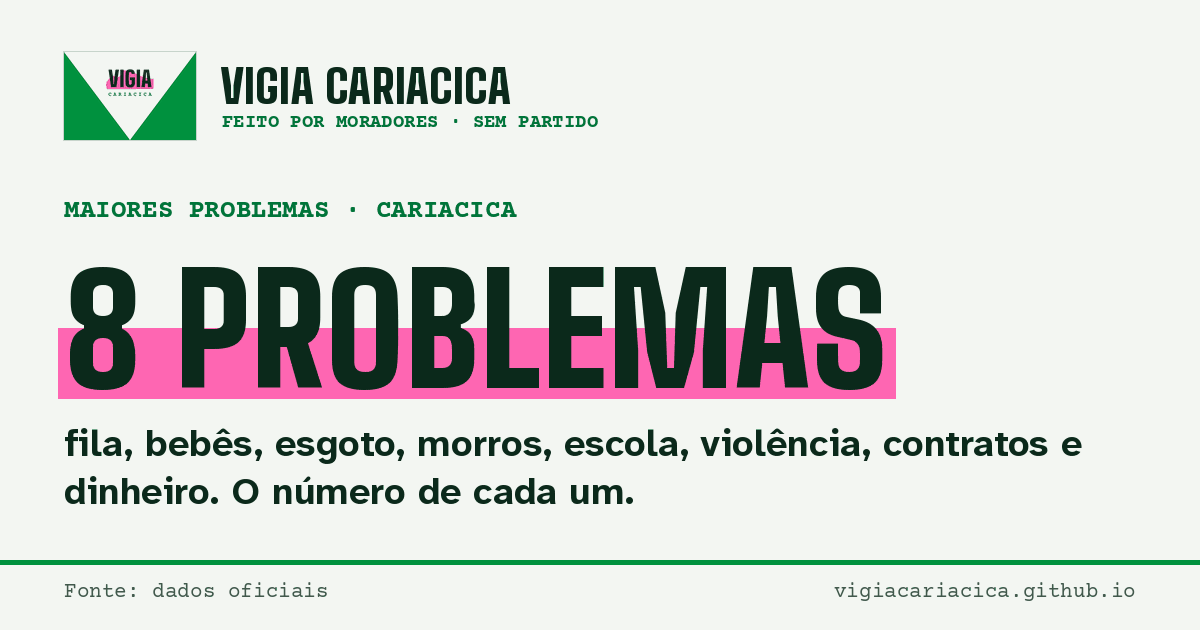 VIGIA
CARIACICA
VIGIA CARIACICA
FEITO POR MORADORES · SEM PARTIDO
MAIORES PROBLEMAS · CARIACICA
8 PROBLEMAS
fila, bebês, esgoto, morros, escola, violência, contratos e
dinheiro. O número de cada um.
Fonte: dados oficiais
vigiacariacica.github.io